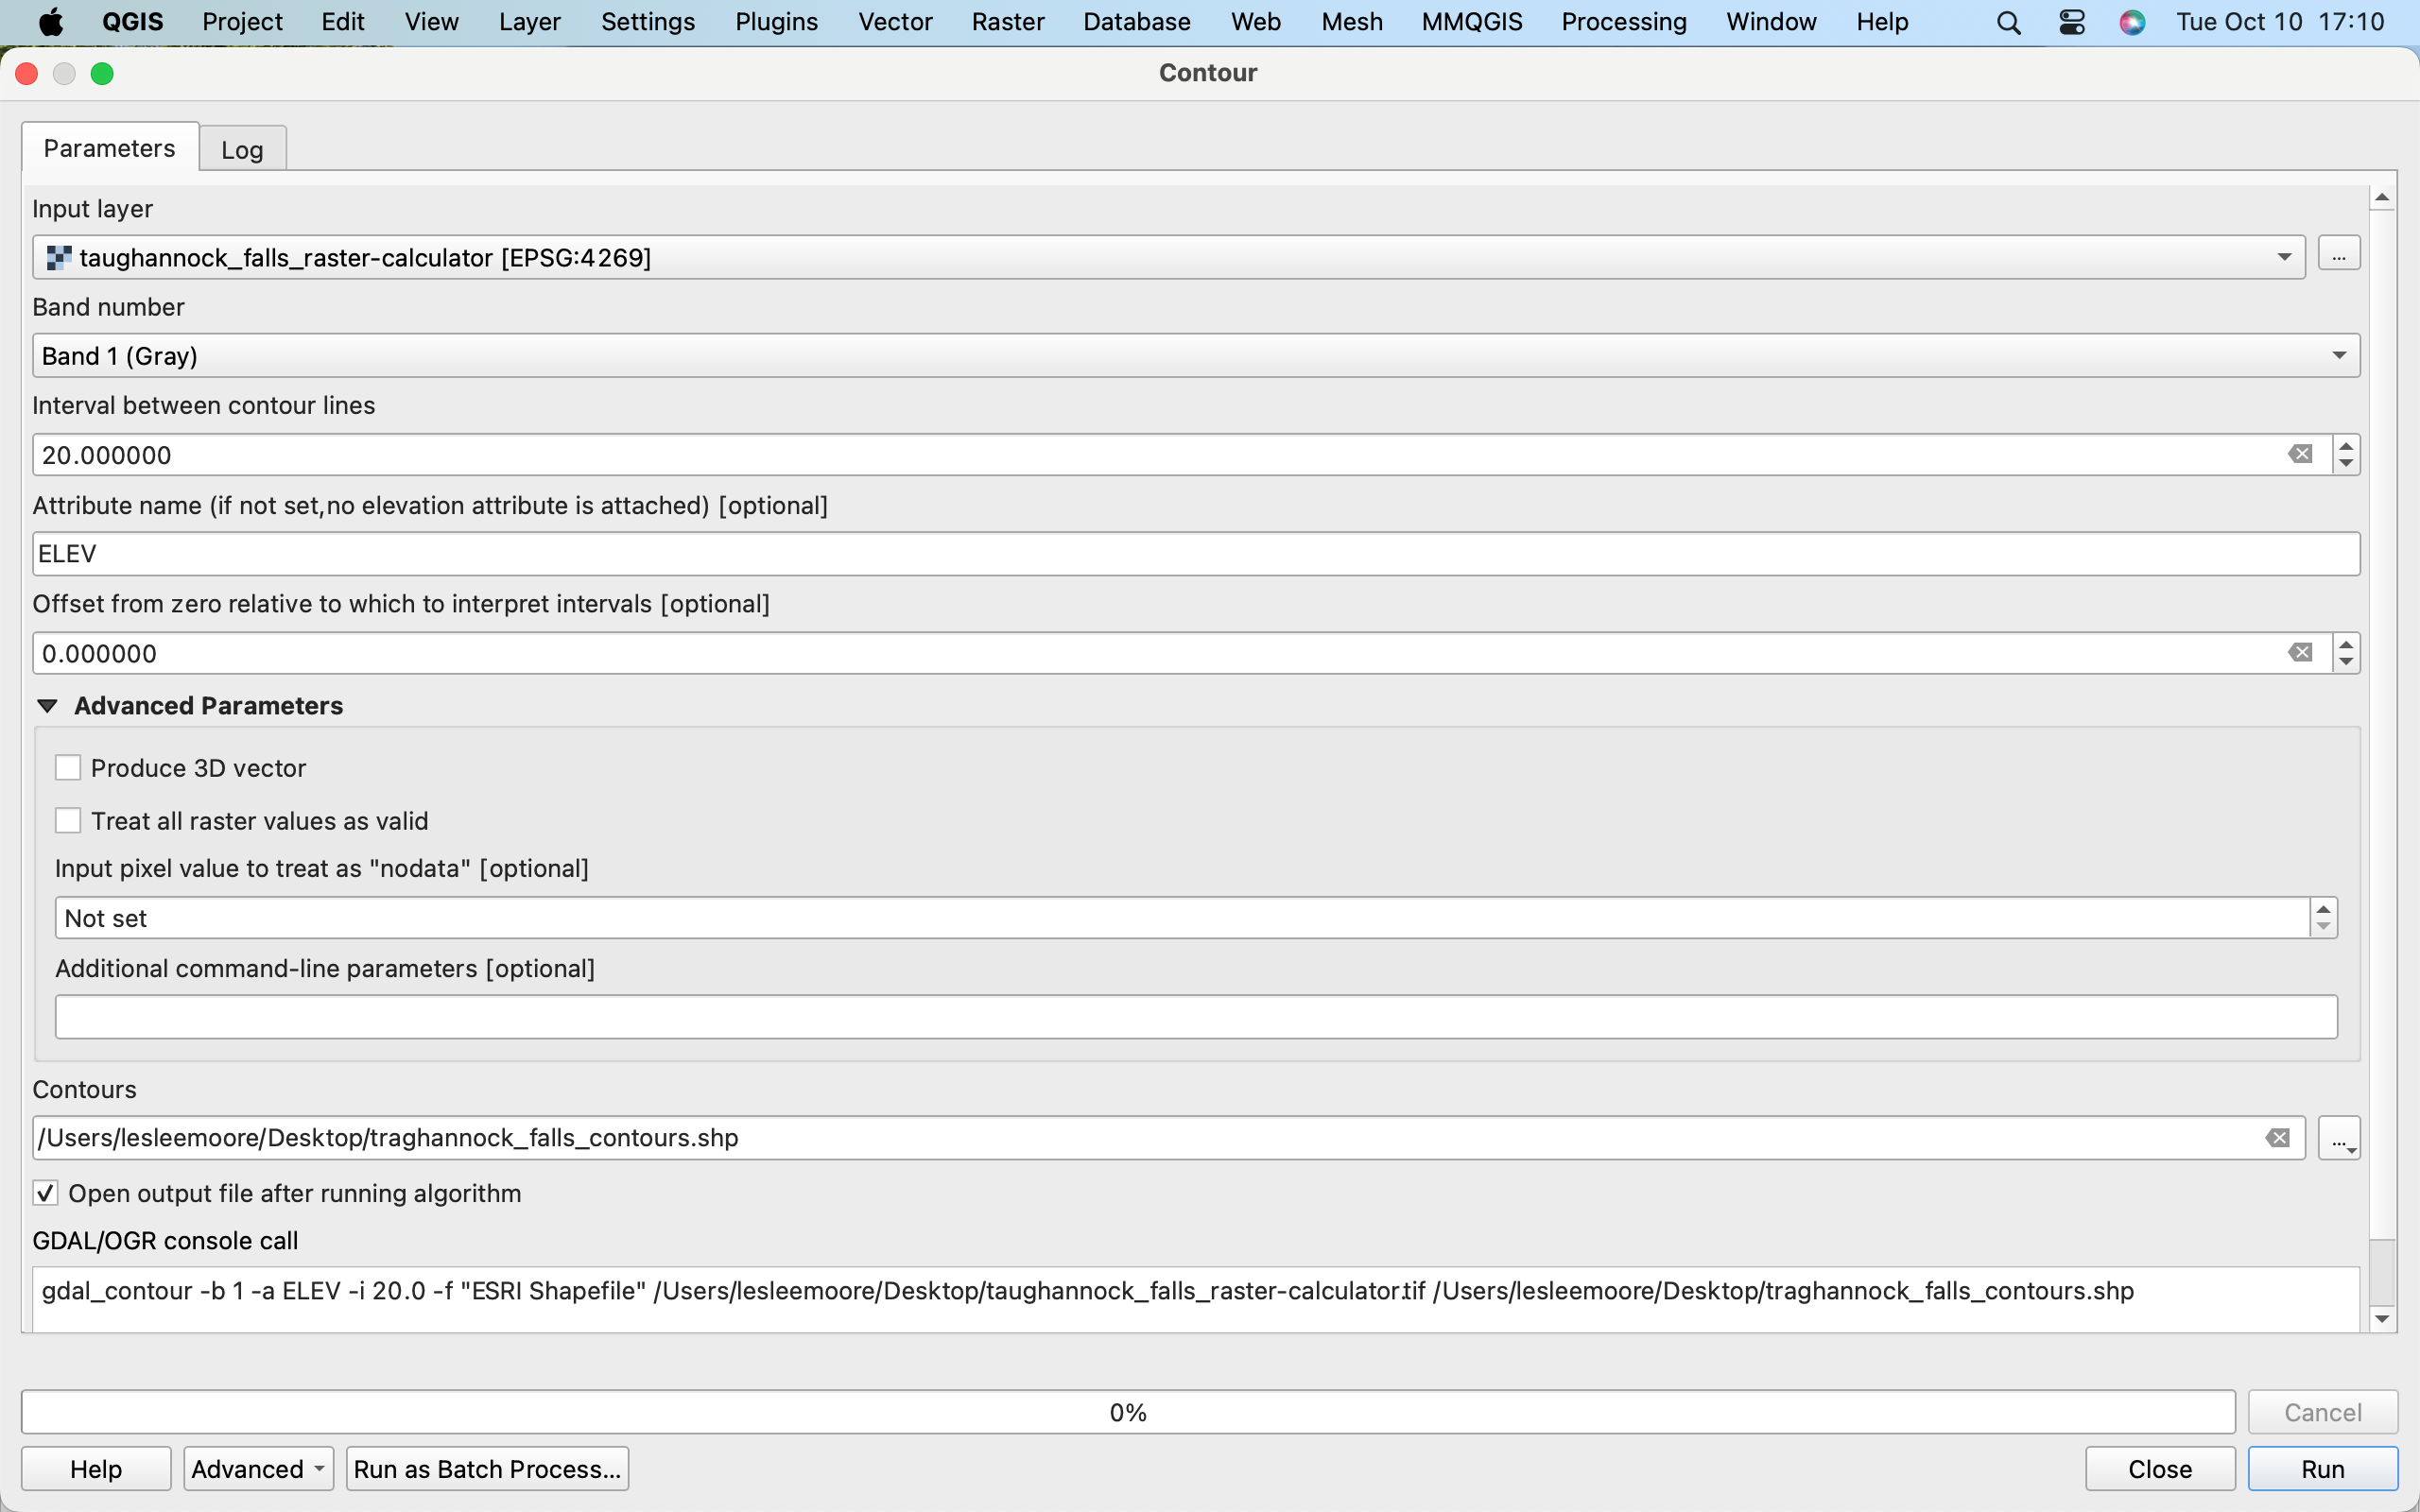 QGIS Project Edit View Layer Settings Plugins Vector Raster Database Web Mesh MMQGIS Processing Window Help Tue Oct 10 17:10
Contour
Parameters Log
Input layer
taughannock_falls_raster-calculator [EPSG:4269]
...
Band number
Band 1 (Gray)
Interval between contour lines
20.000000
Attribute name (if not set,no elevation attribute is attached) [optional]
ELEV
Offset from zero relative to which to interpret intervals [optional]
0.000000
Advanced Parameters
Produce 3D vector
Treat all raster values as valid
Input pixel value to treat as "nodata" [optional]
Not set
Additional command-line parameters [optional]
Contours
/Users/lesleemoore/Desktop/traghannock_falls_contours.shp
...
Open output file after running algorithm
GDAL/OGR console call
gdal_contour -b 1 -a ELEV -i 20.0 -f "ESRI Shapefile" /Users/lesleemoore/Desktop/taughannock_falls_raster-calculator.tif /Users/lesleemoore/Desktop/traghannock_falls_contours.shp
0% Cancel
Help Advanced Run as Batch Process... Close Run